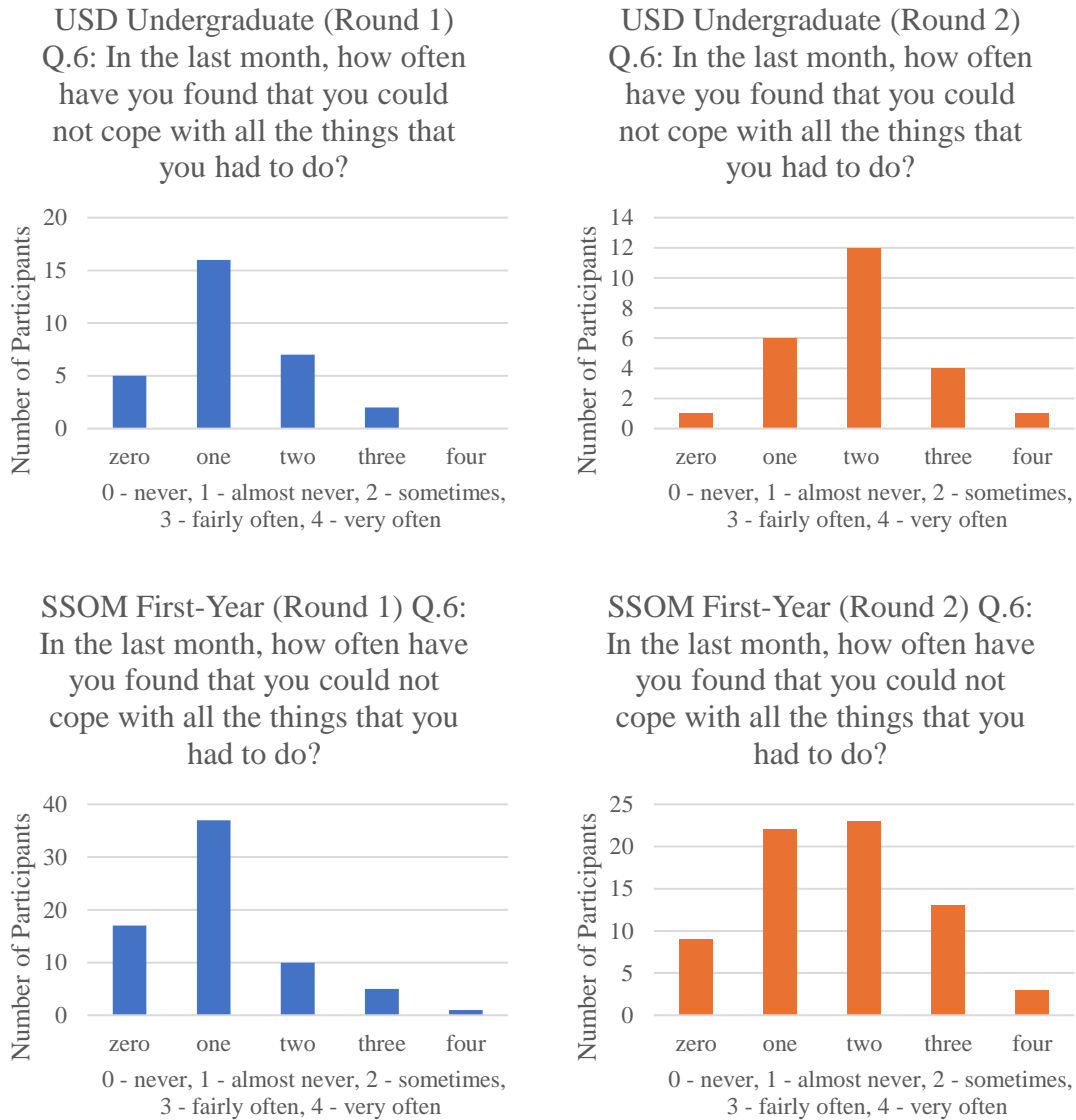 USD Undergraduate (Round 1)
Q.6: In the last month, how often
have you found that you could
not cope with all the things that
you had to do?
20
15
10
5
0
Number of Participants
zero one two three four
0 - never, 1 - almost never, 2 - sometimes,
3 - fairly often, 4 - very often
USD Undergraduate (Round 2)
Q.6: In the last month, how often
have you found that you could
not cope with all the things that
you had to do?
14
12
10
8
6
4
2
0
Number of Participants
zero one two three four
0 - never, 1 - almost never, 2 - sometimes,
3 - fairly often, 4 - very often
SSOM First-Year (Round 1) Q.6:
In the last month, how often have
you found that you could not
cope with all the things that you
had to do?
40
30
20
10
0
Number of Participants
zero one two three four
0 - never, 1 - almost never, 2 - sometimes,
3 - fairly often, 4 - very often
SSOM First-Year (Round 2) Q.6:
In the last month, how often have
you found that you could not
cope with all the things that you
had to do?
25
20
15
10
5
0
Number of Participants
zero one two three four
0 - never, 1 - almost never, 2 - sometimes,
3 - fairly often, 4 - very often